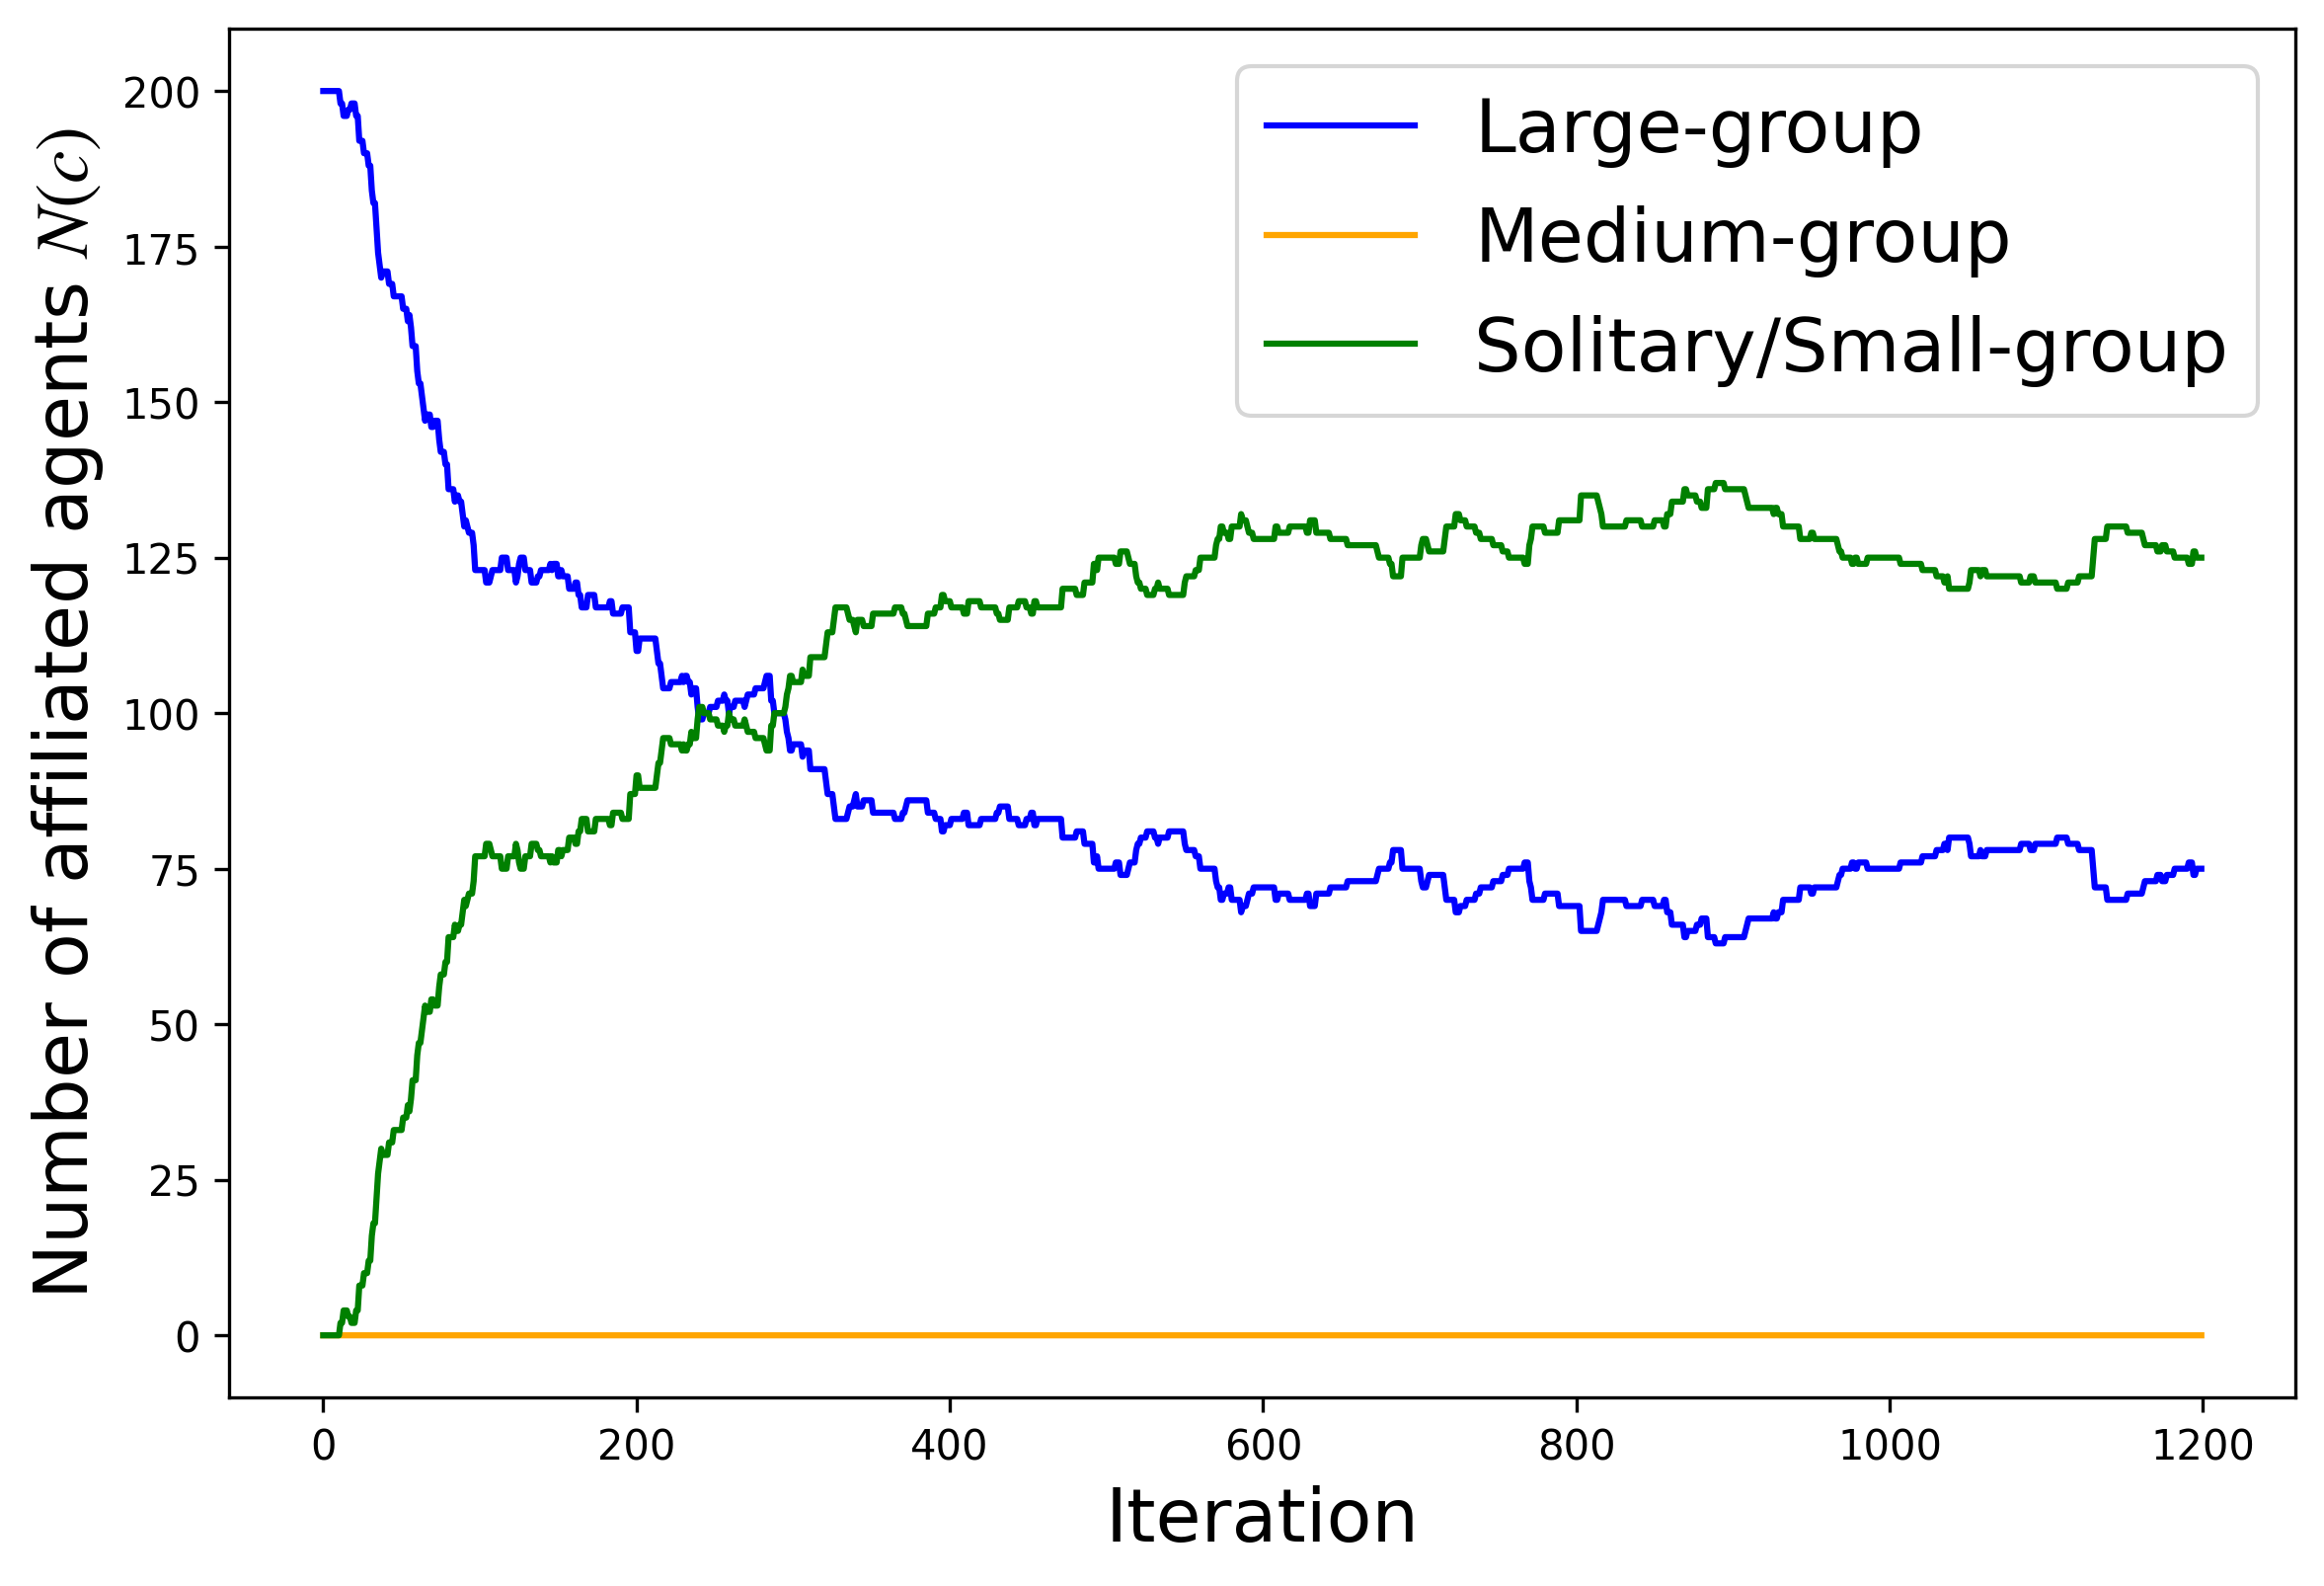 Number of affiliated agents N(c)
200
175
150
125
100
75
50
25
0
Large-group
Medium-group
Solitary/Small-group
0 200 400 600 800 1000 1200
Iteration